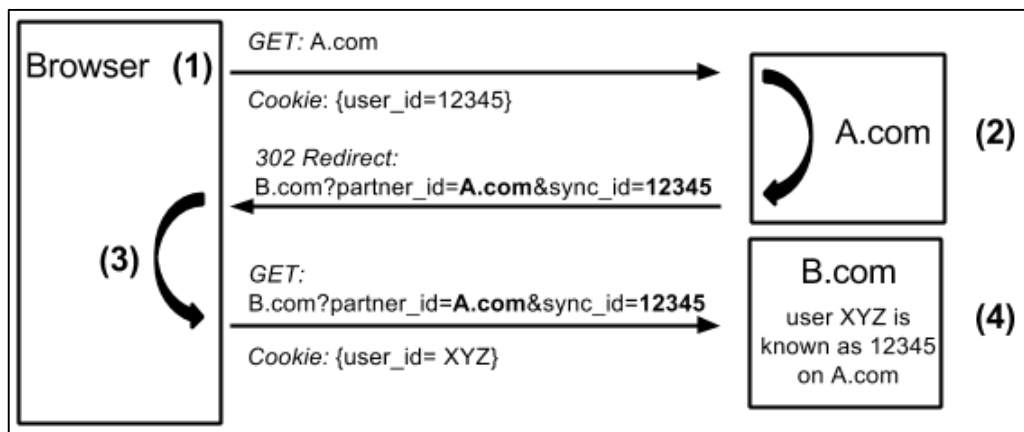 Browser (1)
GET: A.com
Cookie: {user_id=12345}
A.com (2)
302 Redirect:
B.com?partner_id=A.com&sync_id=12345
(3)
GET:
B.com?partner_id=A.com&sync_id=12345
Cookie: {user_id= XYZ}
B.com
user XYZ is
known as 12345
on A.com
(4)